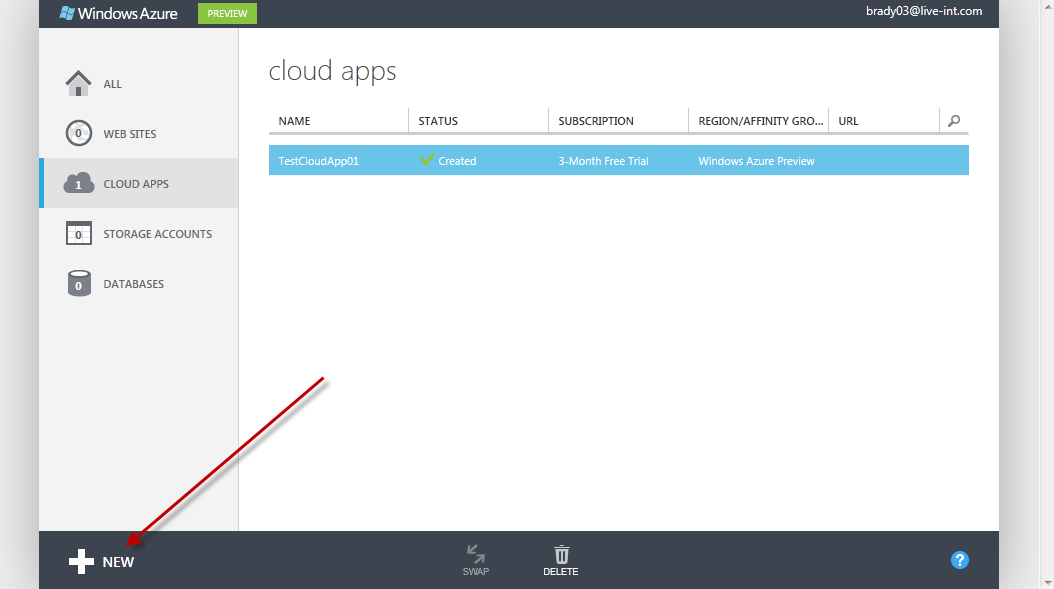 Windows Azure PREVIEW brady03@live-int.com
ALL
0 WEB SITES
1 CLOUD APPS
0 STORAGE ACCOUNTS
0 DATABASES
cloud apps
NAME STATUS SUBSCRIPTION REGION/AFFINITY GRO... URL
TestCloudApp01 Created 3-Month Free Trial Windows Azure Preview
NEW SWAP DELETE ?